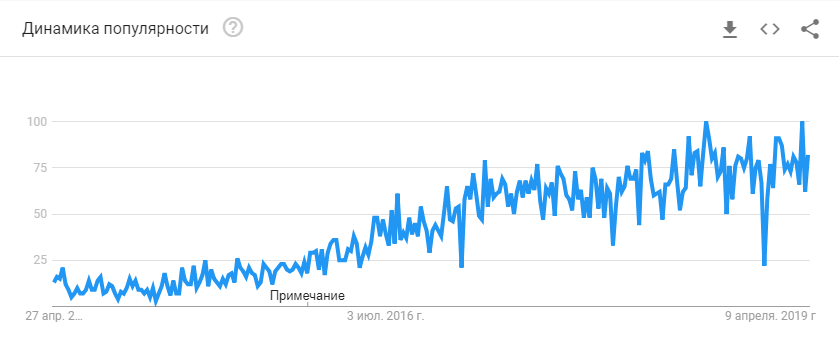 Динамика популярности ?
100
75
50
25
Примечание
27 апр. 2… 3 июл. 2016 г. 9 апреля. 2019 г